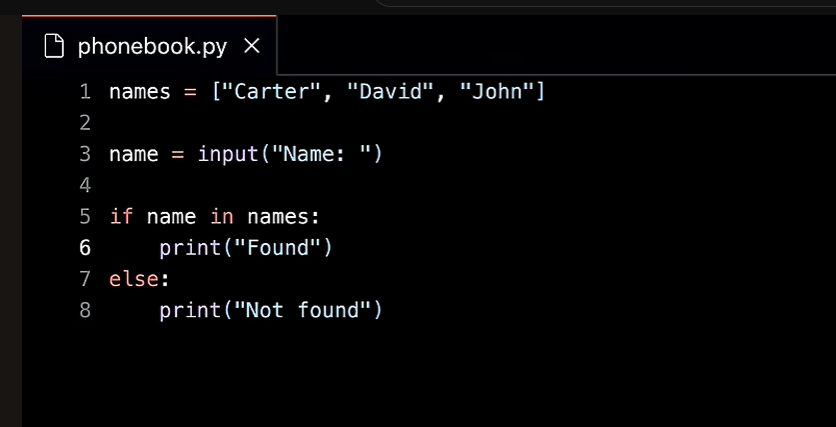 phonebook.py
1 names = ["Carter", "David", "John"]
2
3 name = input("Name: ")
4
5 if name in names:
6     print("Found")
7 else:
8     print("Not found")